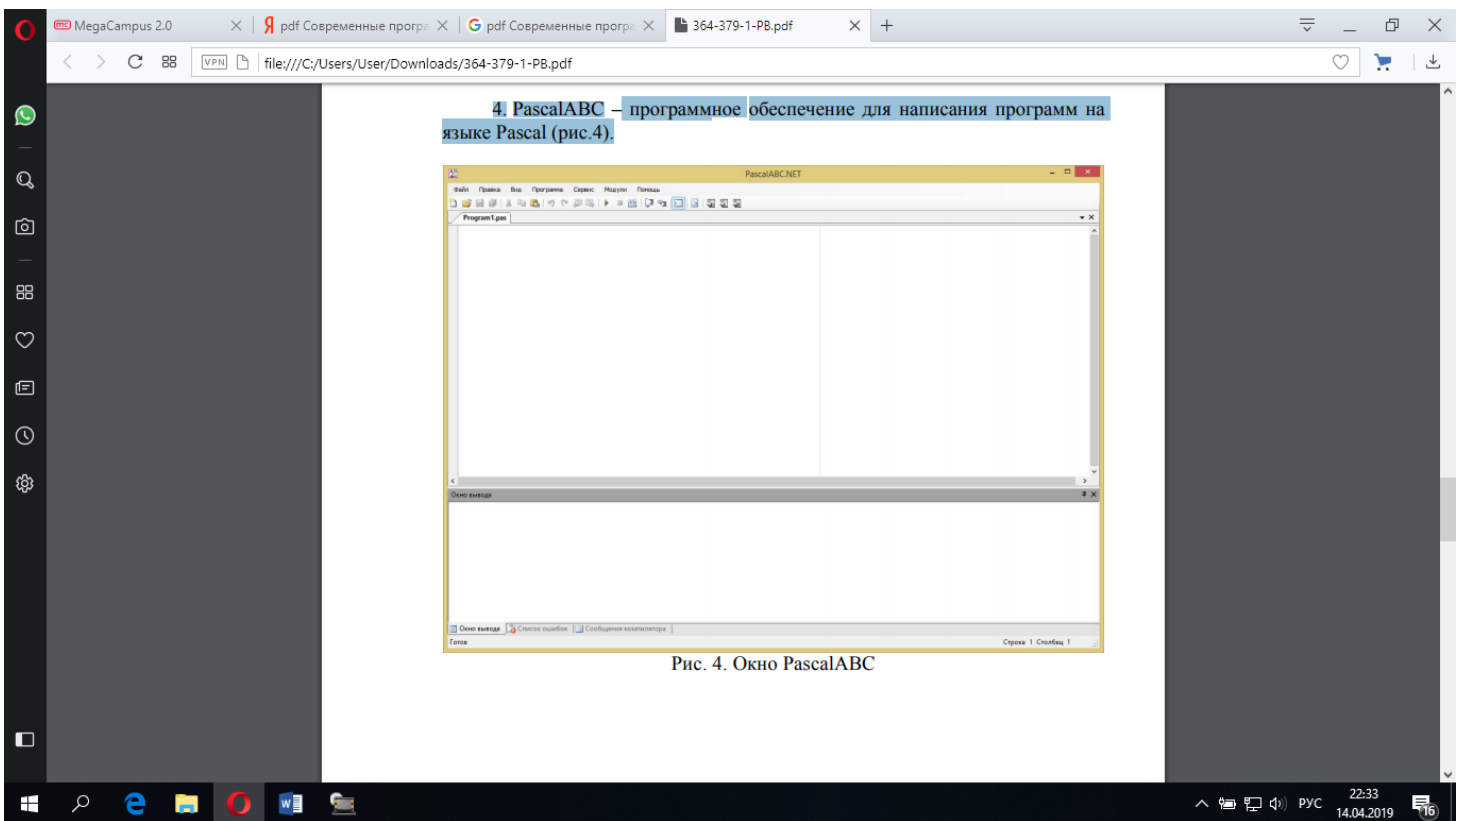 MegaCampus 2.0
pdf Современные програ
pdf Современные програ
364-379-1-PB.pdf
VPN
file:///C:/Users/User/Downloads/364-379-1-PB.pdf
4. PascalABC – программное обеспечение для написания программ на
языке Pascal (рис.4).
PascalABC.NET
Файл Правка Вид Программа Сервис Модули Помощь
Program1.pas
Окно вывода
Окно вывода Список ошибок Сообщения компилятора
Готов Строка 1 Столбец 1
Рис. 4. Окно PascalABC
РУС
22:33
14.04.2019
16